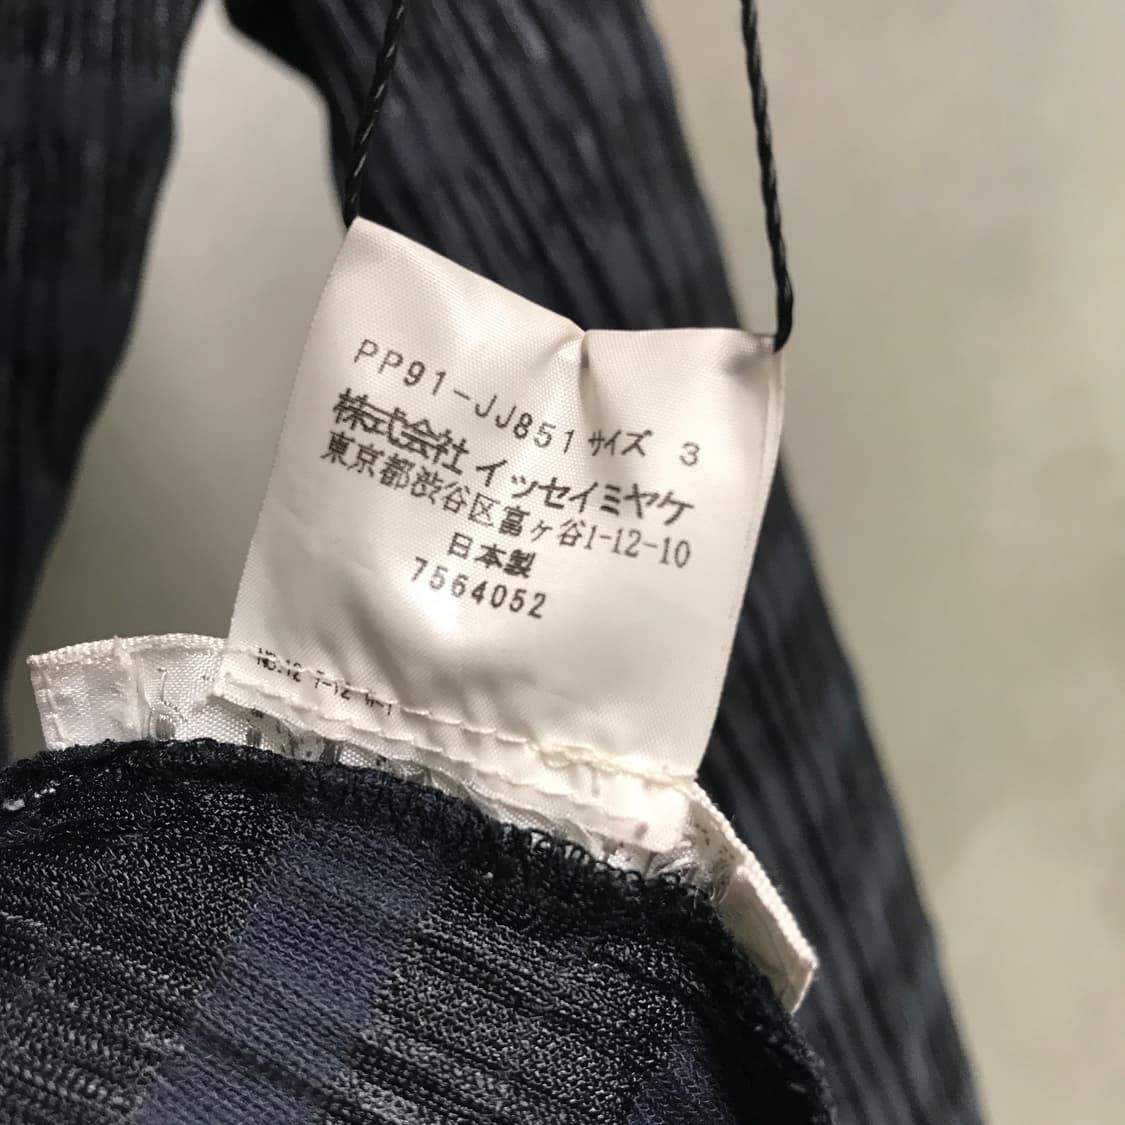 PP91-JJ851 サイズ 3
株式会社 イッセイミヤケ
東京都渋谷区富ヶ谷1-12-10
日本製
7564052